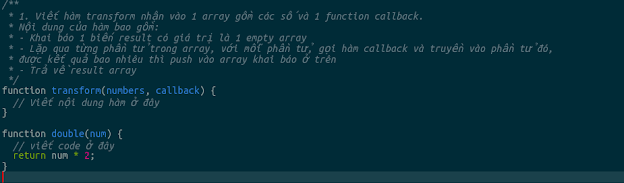 /**
 * 1. Viết hàm transform nhận vào 1 array gồm các số và 1 function callback.
 * Nội dung của hàm bao gồm:
 * - Khai báo 1 biến result có giá trị là 1 empty array
 * - Lặp qua từng phần tử trong array, với mỗi phần tử, gọi hàm callback và truyền vào phần tử đó,
 * được kết quả bao nhiêu thì push vào array khai báo ở trên
 * - Trả về result array
 */
function transform(numbers, callback) {
  // Viết nội dung hàm ở đây
}

function double(num) {
  // viết code ở đây
  return num * 2;
}